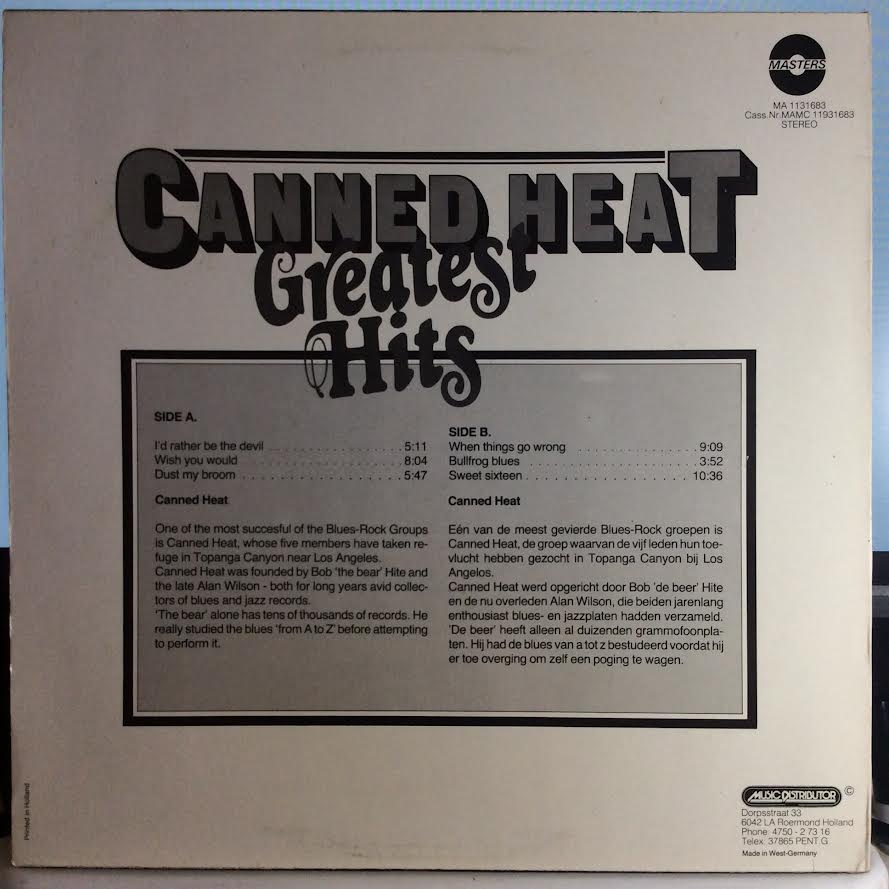 MASTERS
MA 1131683
Cass.Nr.MAMC 11931683
STEREO
CANNED HEAT
Greatest
Hits
SIDE A.
I'd rather be the devil . . . . . . . . . . . . . . . . . . . 5:11
Wish you would . . . . . . . . . . . . . . . . . . . . . . 8:04
Dust my broom . . . . . . . . . . . . . . . . . . . . . . 5:47
Canned Heat
One of the most succesful of the Blues-Rock Groups
is Canned Heat, whose five members have taken re-
fuge in Topanga Canyon near Los Angeles.
Canned Heat was founded by Bob 'the bear' Hite and
the late Alan Wilson - both for long years avid collec-
tors of blues and jazz records.
'The bear' alone has tens of thousands of records. He
really studied the blues 'from A to Z' before attempting
to perform it.
SIDE B.
When things go wrong . . . . . . . . . . . . . . . . 9:09
Bullfrog blues . . . . . . . . . . . . . . . . . . . . . . . 3:52
Sweet sixteen . . . . . . . . . . . . . . . . . . . . . . 10:36
Canned Heat
Eén van de meest gevierde Blues-Rock groepen is
Canned Heat, de groep waarvan de vijf leden hun toe-
vlucht hebben gezocht in Topanga Canyon bij Los
Angelos.
Canned Heat werd opgericht door Bob 'de beer' Hite
en de nu overleden Alan Wilson, die beiden jarenlang
enthousiast blues- en jazzplaten hadden verzameld.
'De beer' heeft alleen al duizenden grammofoonpla-
ten. Hij had de blues van a tot z bestudeerd voordat hij
er toe overging om zelf een poging te wagen.
Printed in Holland
MUSIC DISTRIBUTOR ©
Dorpsstraat 33
6042 LA Roermond Holland
Phone: 4750 - 2 73 16
Telex: 37865 PENT G
Made in West-Germany